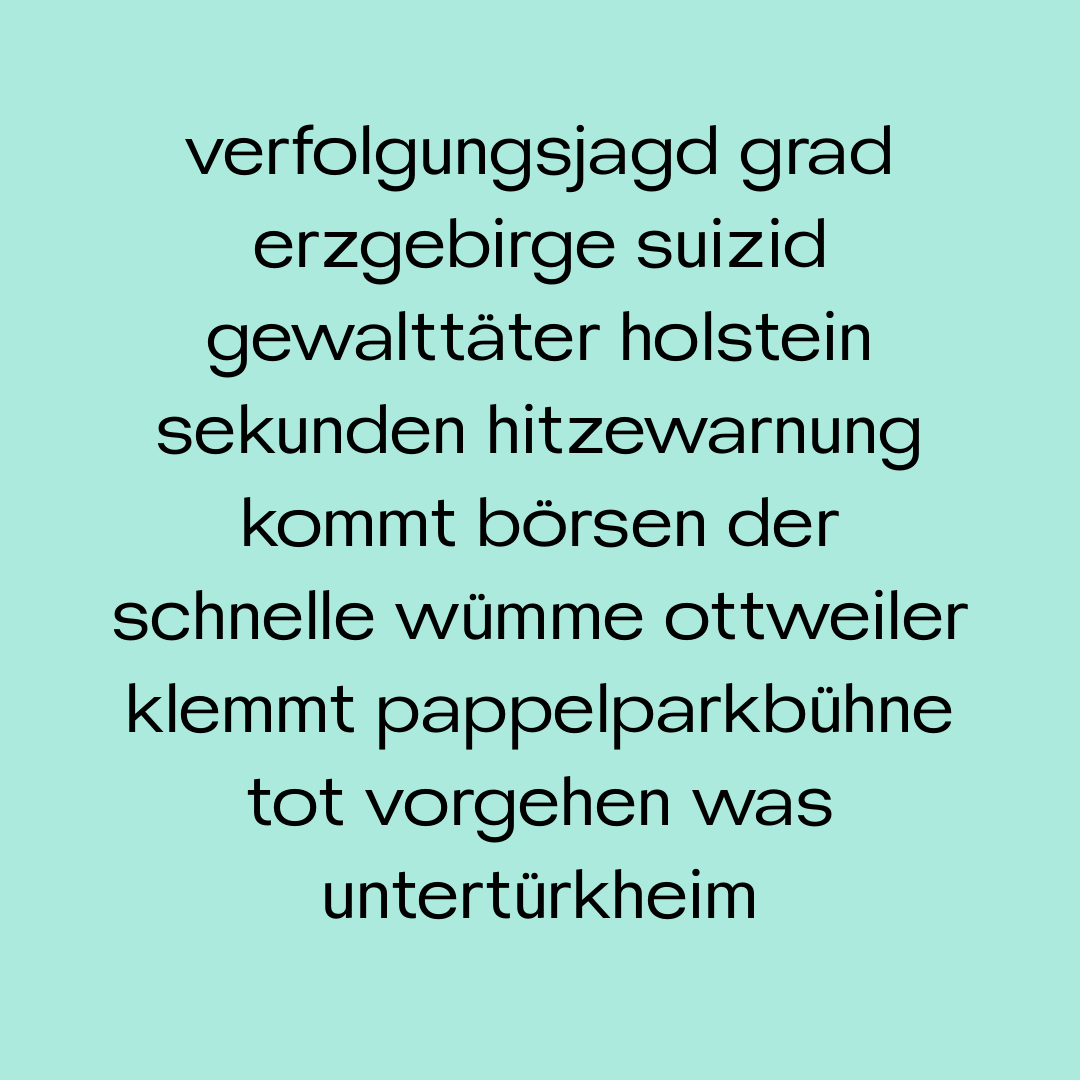 verfolgungsjagd grad
erzgebirge suizid
gewalttäter holstein
sekunden hitzewarnung
kommt börsen der
schnelle wümme ottweiler
klemmt pappelparkbühne
tot vorgehen was
untertürkheim